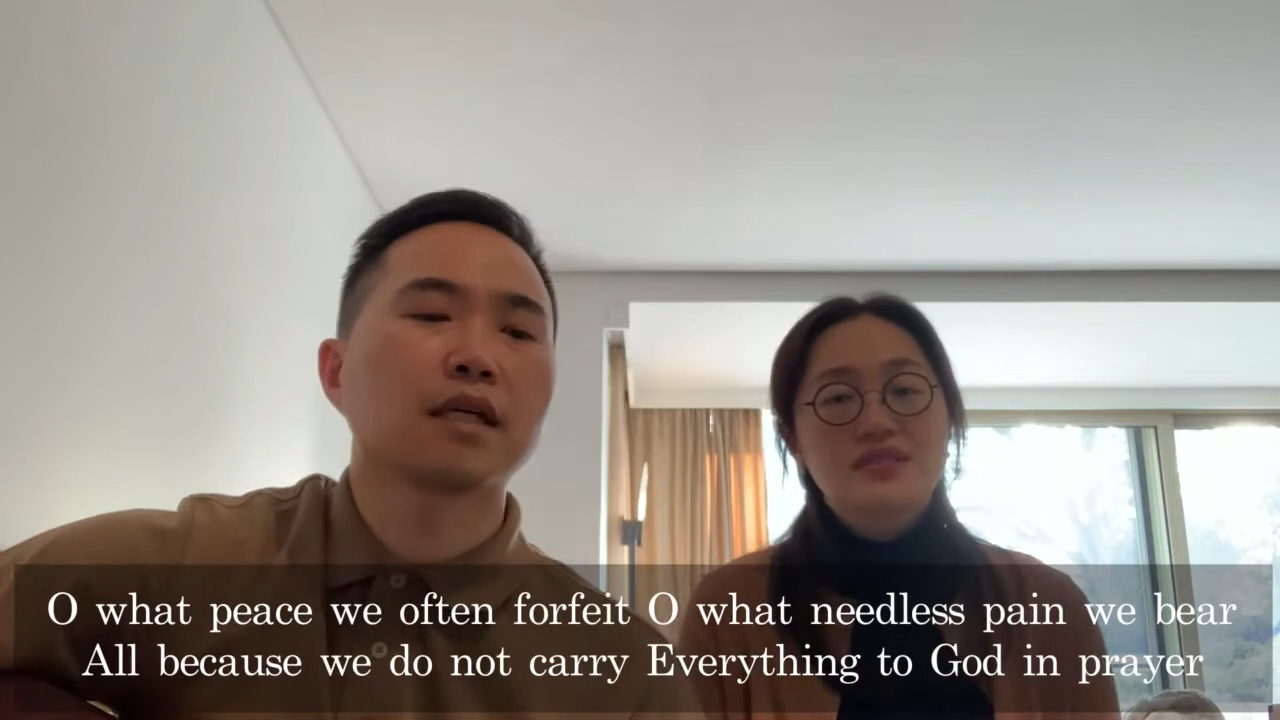 O what peace we often forfeit O what needless pain we bear
All because we do not carry Everything to God in prayer